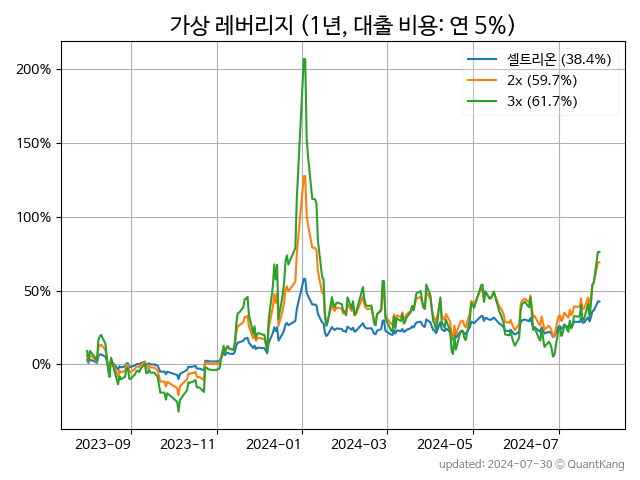 가상 레버리지 (1년, 대출 비용: 연 5%)
셀트리온 (38.4%)
2x (59.7%)
3x (61.7%)
200%
150%
100%
50%
0%
2023-09
2023-11
2024-01
2024-03
2024-05
2024-07
updated: 2024-07-30 © QuantKang